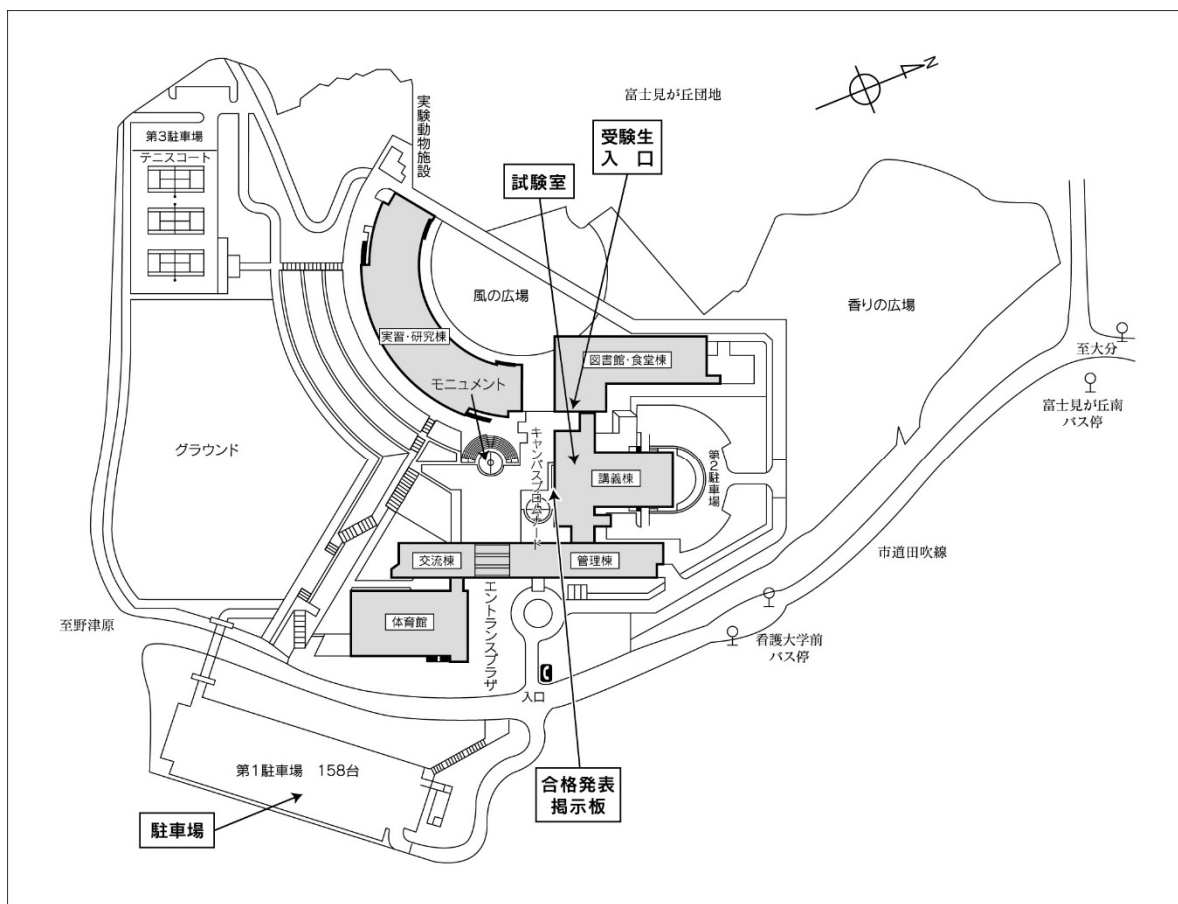 N
富士見が丘団地
受験生
入口
試験室
実験動物施設
第3駐車場
テニスコート
風の広場
香りの広場
実習・研究棟
図書館・食堂棟
至大分
富士見が丘南
バス停
モニュメント
グラウンド
キャンパスプロムナード
講義棟
第2駐車場
市道田吹線
交流棟
管理棟
エントランスプラザ
体育館
至野津原
看護大学前
バス停
入口
第1駐車場 158台
合格発表
掲示板
駐車場